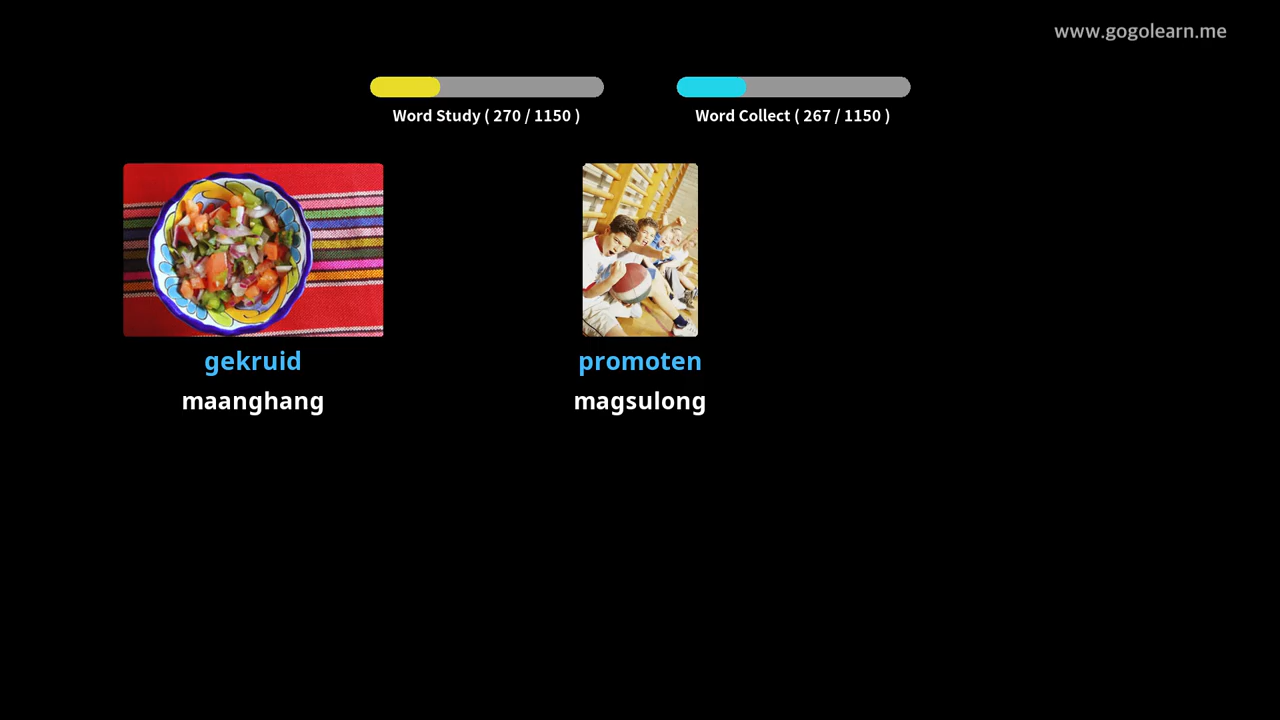 www.gogolearn.me
Word Study ( 270 / 1150 )
Word Collect ( 267 / 1150 )
gekruid
promoten
maanghang
magsulong